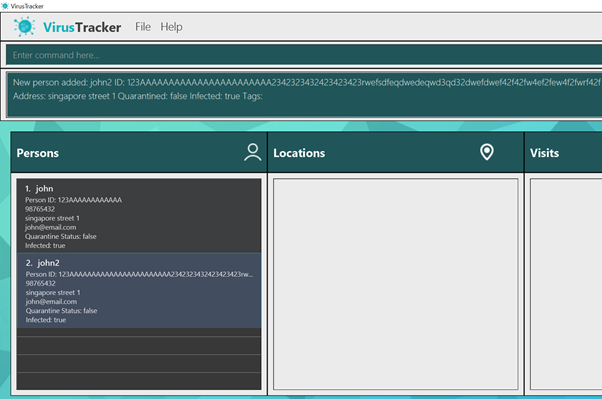 VirusTracker
VirusTracker File Help
Enter command here...
New person added: john2 ID: 123AAAAAAAAAAAAAAAAAAAAAAAA2342323432423423423rwefsdfeqdwedeqwd3qd32dwefdwef42f42fw4ef2few4f2fwrf42f
Address: singapore street 1 Quarantined: false Infected: true Tags:
Persons Locations Visits
1. john
Person ID: 123AAAAAAAAAAAA
98765432
singapore street 1
john@email.com
Quarantine Status: false
Infected: true
2. john2
Person ID: 123AAAAAAAAAAAAAAAAAAAAAAAA2342323432423423423rw...
98765432
singapore street 1
john@email.com
Quarantine Status: false
Infected: true